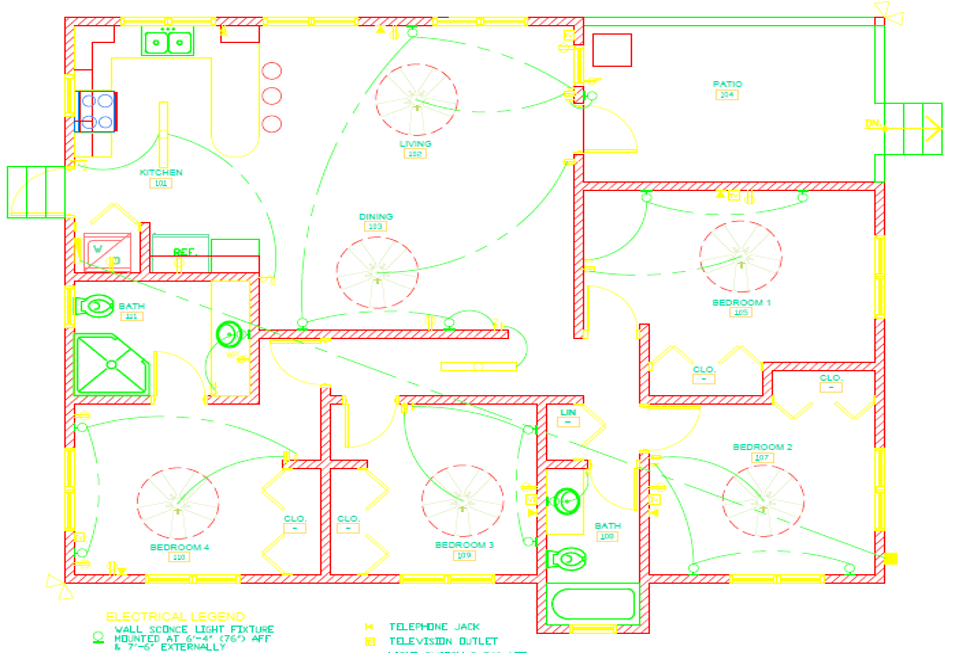 PATIO
104
DN.
LIVING
102
KITCHEN
101
DINING
103
W
D
REF.
BATH
111
BEDROOM 1
105
CLO.
CLO.
LIN
BEDROOM 2
107
CLO.
CLO.
BATH
108
BEDROOM 3
109
BEDROOM 4
110
ELECTRICAL LEGEND
WALL SCONCE LIGHT FIXTURE
MOUNTED AT 6'-4" (76") AFF
& 7'-6" EXTERNALLY
TELEPHONE JACK
TELEVISION OUTLET